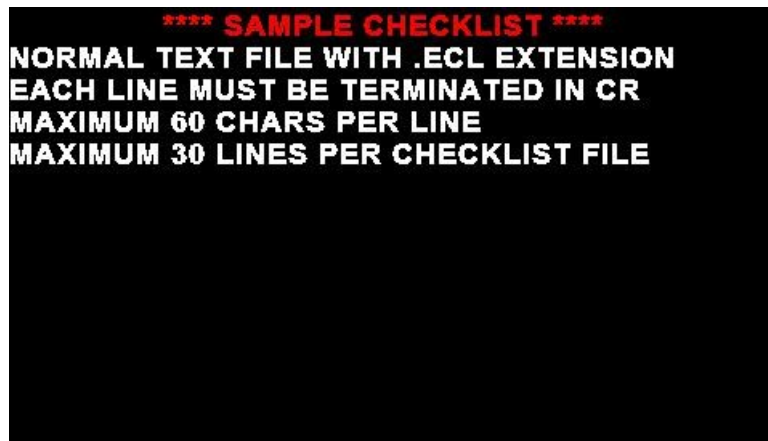 **** SAMPLE CHECKLIST ****
NORMAL TEXT FILE WITH .ECL EXTENSION
EACH LINE MUST BE TERMINATED IN CR
MAXIMUM 60 CHARS PER LINE
MAXIMUM 30 LINES PER CHECKLIST FILE